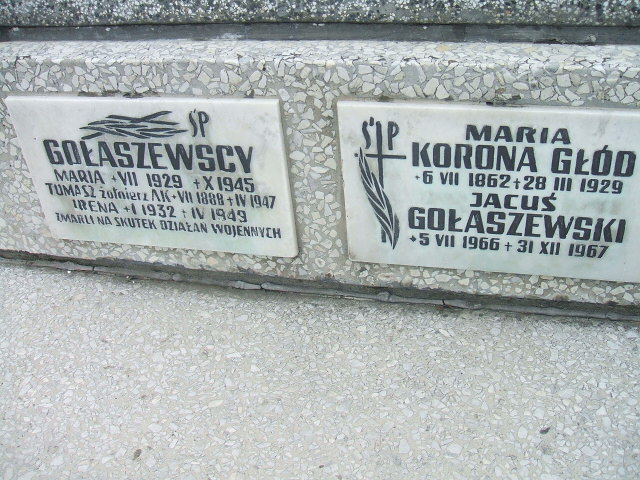 ŚP
GOŁASZEWSCY
MARIA * VII 1929 + X 1945
TUMASZ żołnierz AK * VII 1888 + IV 1947
IRENA * I 1932 + IV 1949
ZMARLI NA SKUTEK DZIAŁAŃ WOJENNYCH
Ś P
MARIA
KORONA GŁÓD
* 6 VII 1862 + 28 III 1929
JACUŚ
GOŁASZEWSKI
* 5 VII 1966 + 31 XII 1967